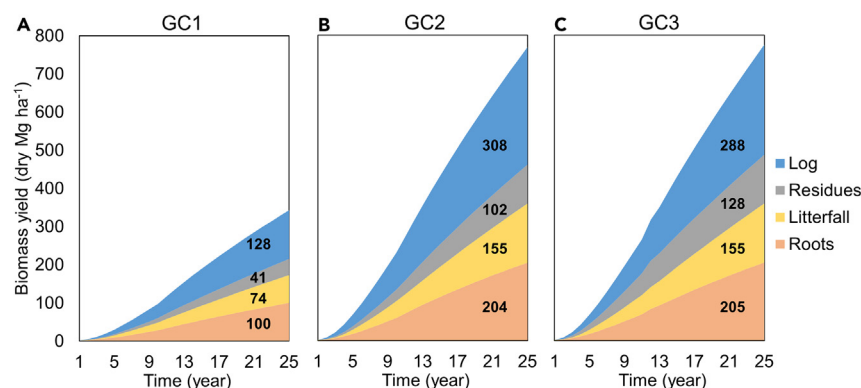 A GC1
B GC2
C GC3
Biomass yield (dry Mg ha⁻¹)
800
700
600
500
400
300
200
100
0
128
41
74
100
308
102
155
204
288
128
155
205
Log
Residues
Litterfall
Roots
1 5 9 13 17 21 25
1 5 9 13 17 21 25
1 5 9 13 17 21 25
Time (year)
Time (year)
Time (year)